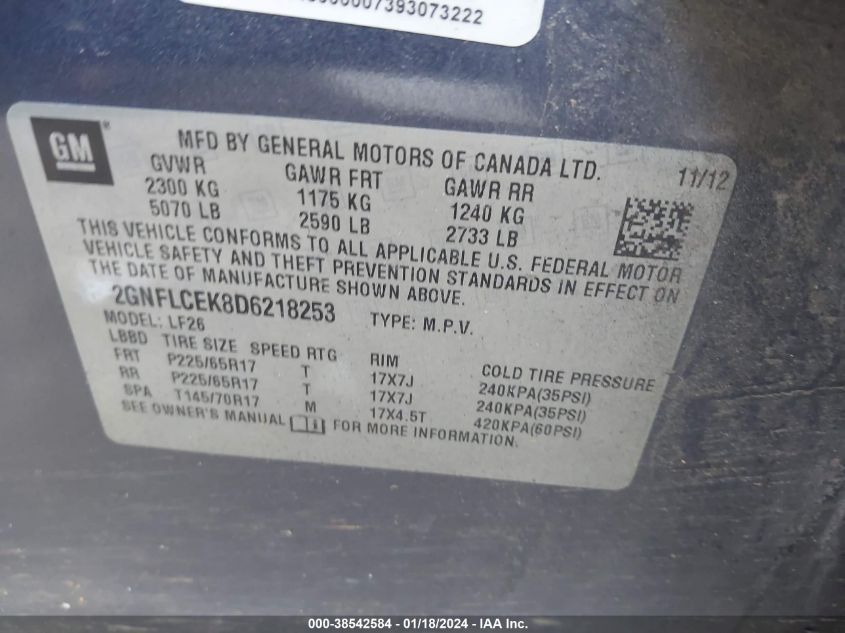 00007393073222
GM
MFD BY GENERAL MOTORS OF CANADA LTD.
11/12
GVWR GAWR FRT GAWR RR
2300 KG 1175 KG 1240 KG
5070 LB 2590 LB 2733 LB
THIS VEHICLE CONFORMS TO ALL APPLICABLE U.S. FEDERAL MOTOR
VEHICLE SAFETY AND THEFT PREVENTION STANDARDS IN EFFECT ON
THE DATE OF MANUFACTURE SHOWN ABOVE.
2GNFLCEK8D6218253 TYPE: M.P.V.
MODEL: LF26
LBBD TIRE SIZE SPEED RTG RIM COLD TIRE PRESSURE
FRT P225/65R17 T 17X7J 240KPA(35PSI)
RR P225/65R17 T 17X7J 240KPA(35PSI)
SPA T145/70R17 M 17X4.5T 420KPA(60PSI)
SEE OWNER'S MANUAL FOR MORE INFORMATION.
000-38542584 - 01/18/2024 - IAA Inc.